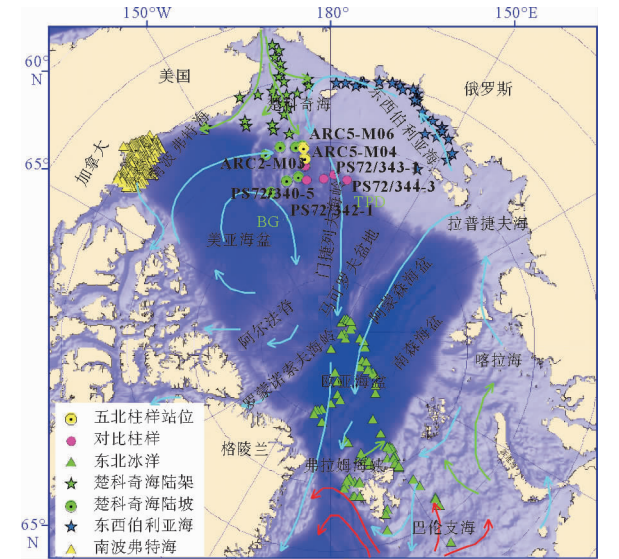 150°W
180°
150°E
60°
N
美国
俄罗斯
楚科奇海
东西伯利亚海
加拿大
65°
N
南波弗特海
ARC5-M06
ARC5-M04
ARC2-M03
PS72/343-1
PS72/344-3
PS72/340-5
PS72/342-1
TPD
BG
拉普捷夫海
美亚海盆
门捷列夫海岭
马可罗夫盆地
阿蒙森海盆
南森海盆
阿尔法脊
罗蒙诺索夫海岭
喀拉海
欧亚海盆
格陵兰
弗拉姆海峡
巴伦支海
65°
N
五北柱样站位
对比柱样
东北冰洋
楚科奇海陆架
楚科奇海陆坡
东西伯利亚海
南波弗特海